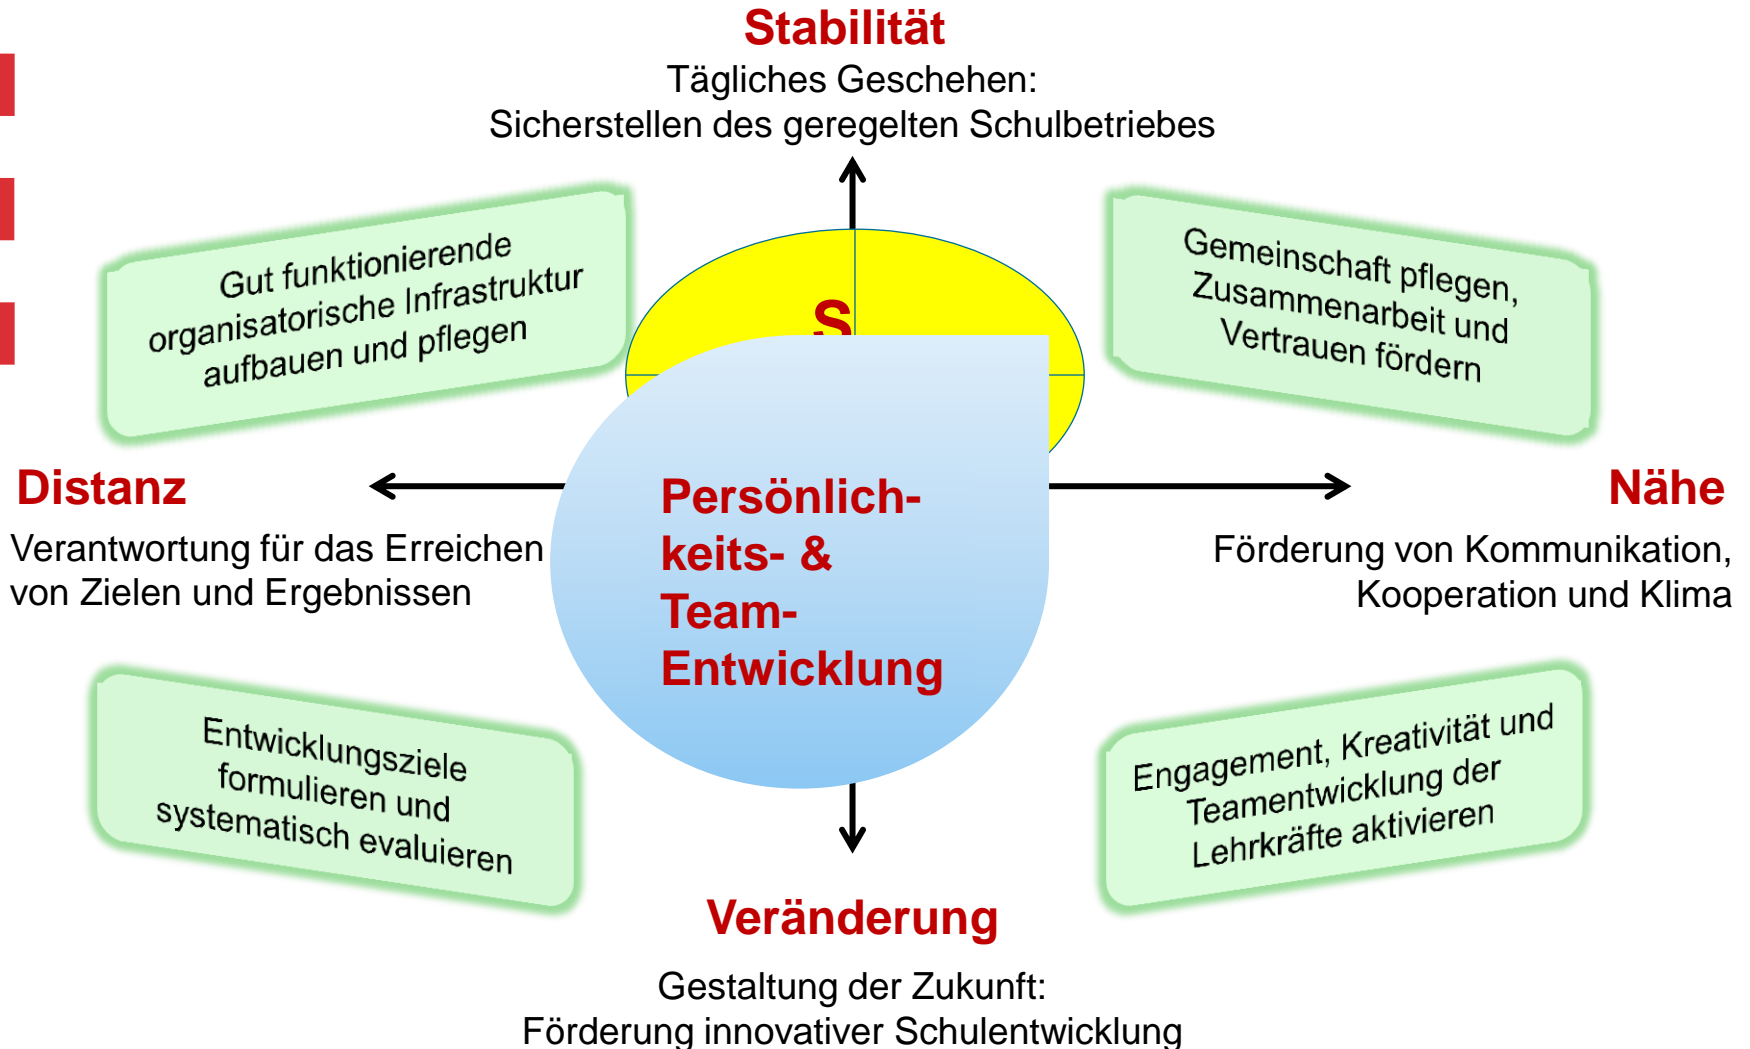 Stabilität
Tägliches Geschehen:
Sicherstellen des geregelten Schulbetriebes
Gut funktionierende
organisatorische Infrastruktur
aufbauen und pflegen
S
Gemeinschaft pflegen,
Zusammenarbeit und
Vertrauen fördern
Distanz
Verantwortung für das Erreichen
von Zielen und Ergebnissen
Persönlich-
keits- &
Team-
Entwicklung
Nähe
Förderung von Kommunikation,
Kooperation und Klima
Entwicklungsziele
formulieren und
systematisch evaluieren
Engagement, Kreativität und
Teamentwicklung der
Lehrkräfte aktivieren
Veränderung
Gestaltung der Zukunft:
Förderung innovativer Schulentwicklung